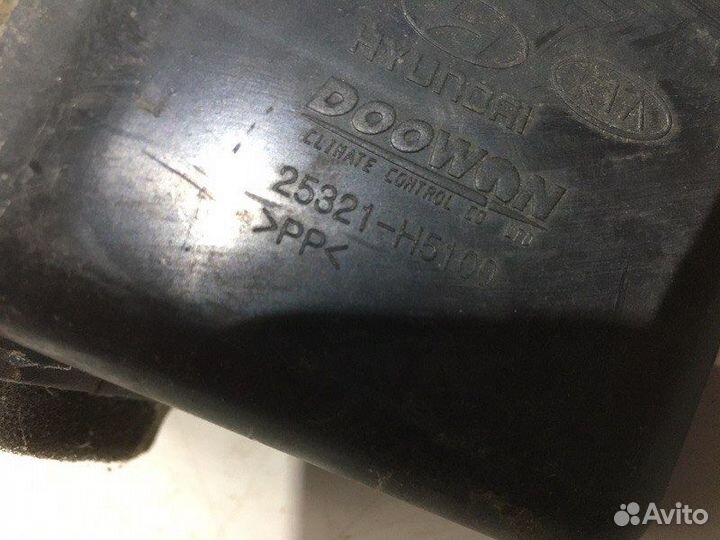 HYUNDAI
KIA
DOOWON
CLIMATE CONTROL CO LTD
25321-H5100
>PP<
Avito